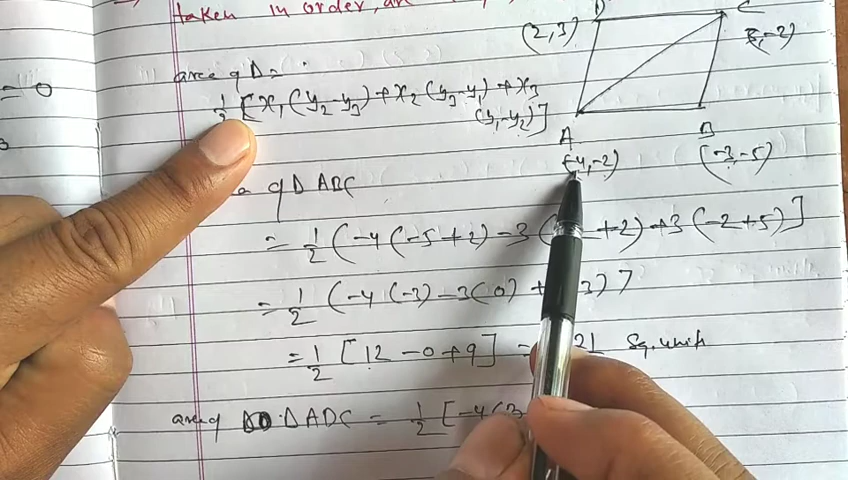 taken in order, are
= 0
D
C
(2,3)
(3,-2)
area of Δ =
1/2 [x₁(y₂-y₃) + x₂(y₃-y₁) + x₃
(y₁-y₂)]
A
B
(-4,-2)
(-3,-5)
of Δ ABC
= 1/2 (-4(-5+2) -3( +2) +3(-2+5)]
= 1/2 (-4(-3) -3(0) + 3)
= 1/2 [12 -0+9] = 21 Sq. units
area of Δ ADC = 1/2 [-4(3